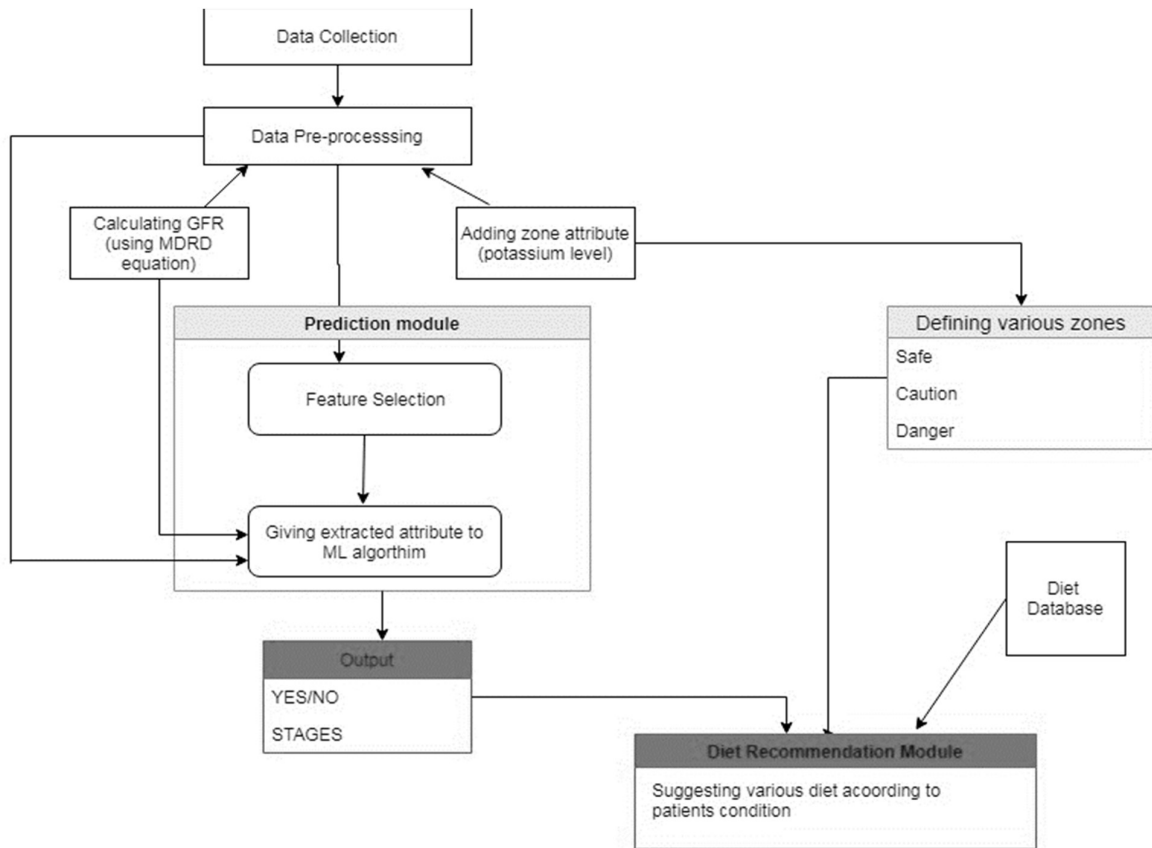 Data Collection
Data Pre-processsing
Calculating GFR
(using MDRD
equation)
Adding zone attribute
(potassium level)
Prediction module
Feature Selection
Giving extracted attribute to
ML algorthim
Defining various zones
Safe
Caution
Danger
Diet
Database
Output
YES/NO
STAGES
Diet Recommendation Module
Suggesting various diet acoording to
patients condition